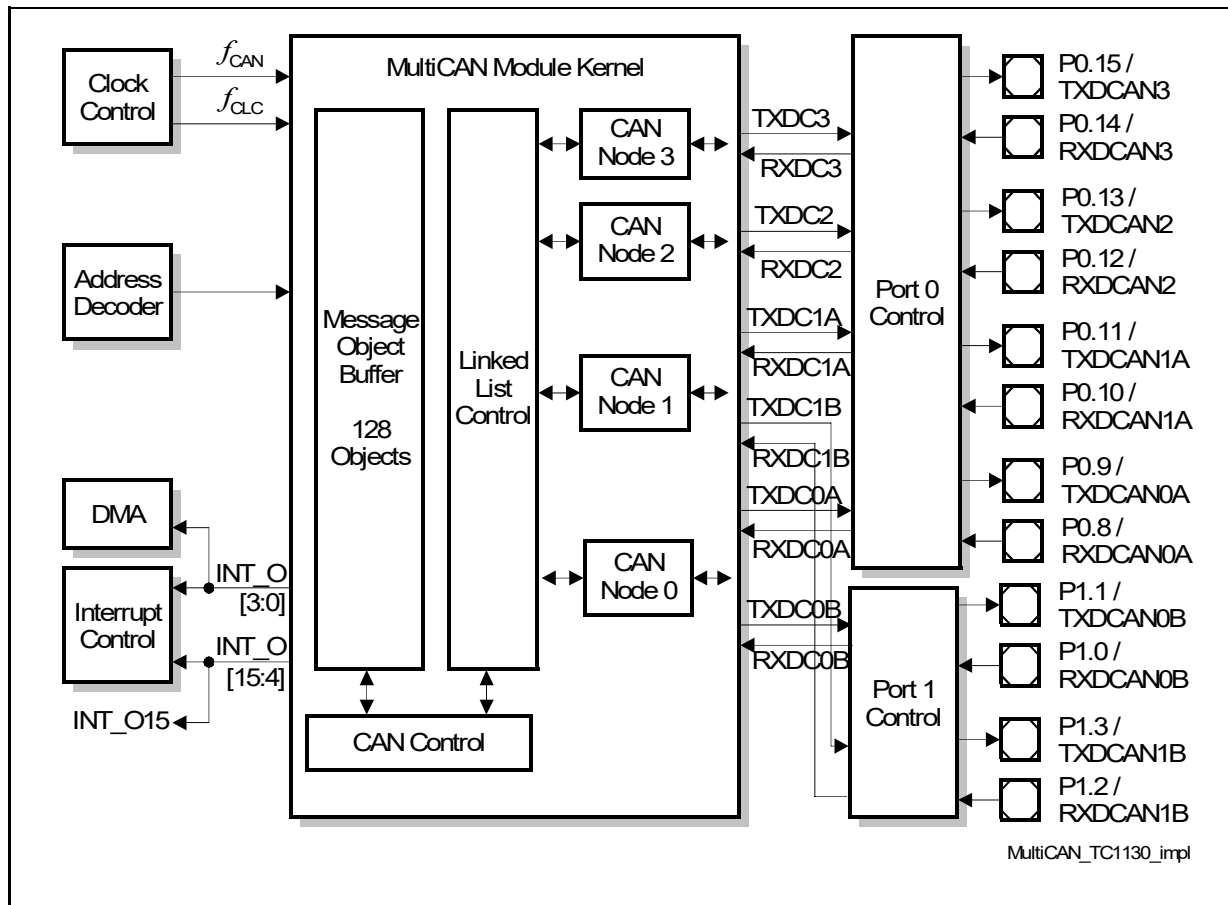 Clock
Control
fCAN
fCLC
Address
Decoder
DMA
Interrupt
Control
INT_O
[3:0]
INT_O
[15:4]
INT_O15
MultiCAN Module Kernel
Message
Object
Buffer
128
Objects
Linked
List
Control
CAN
Node 3
CAN
Node 2
CAN
Node 1
CAN
Node 0
CAN Control
TXDC3
RXDC3
TXDC2
RXDC2
TXDC1A
RXDC1A
TXDC1B
RXDC1B
TXDC0A
RXDC0A
TXDC0B
RXDC0B
Port 0
Control
Port 1
Control
P0.15 /
TXDCAN3
P0.14 /
RXDCAN3
P0.13 /
TXDCAN2
P0.12 /
RXDCAN2
P0.11 /
TXDCAN1A
P0.10 /
RXDCAN1A
P0.9 /
TXDCAN0A
P0.8 /
RXDCAN0A
P1.1 /
TXDCAN0B
P1.0 /
RXDCAN0B
P1.3 /
TXDCAN1B
P1.2 /
RXDCAN1B
MultiCAN_TC1130_impl